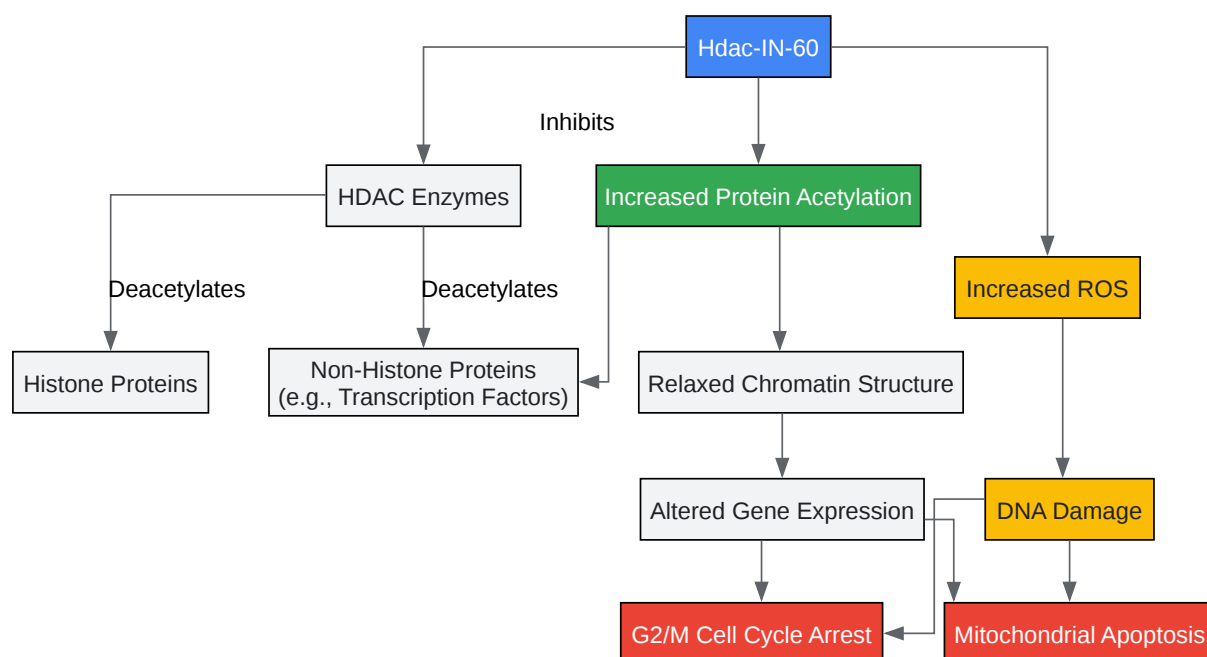 Hdac-IN-60
Inhibits
HDAC Enzymes
Increased Protein Acetylation
Deacetylates
Deacetylates
Increased ROS
Histone Proteins
Non-Histone Proteins
(e.g., Transcription Factors)
Relaxed Chromatin Structure
Altered Gene Expression
DNA Damage
G2/M Cell Cycle Arrest
Mitochondrial Apoptosis